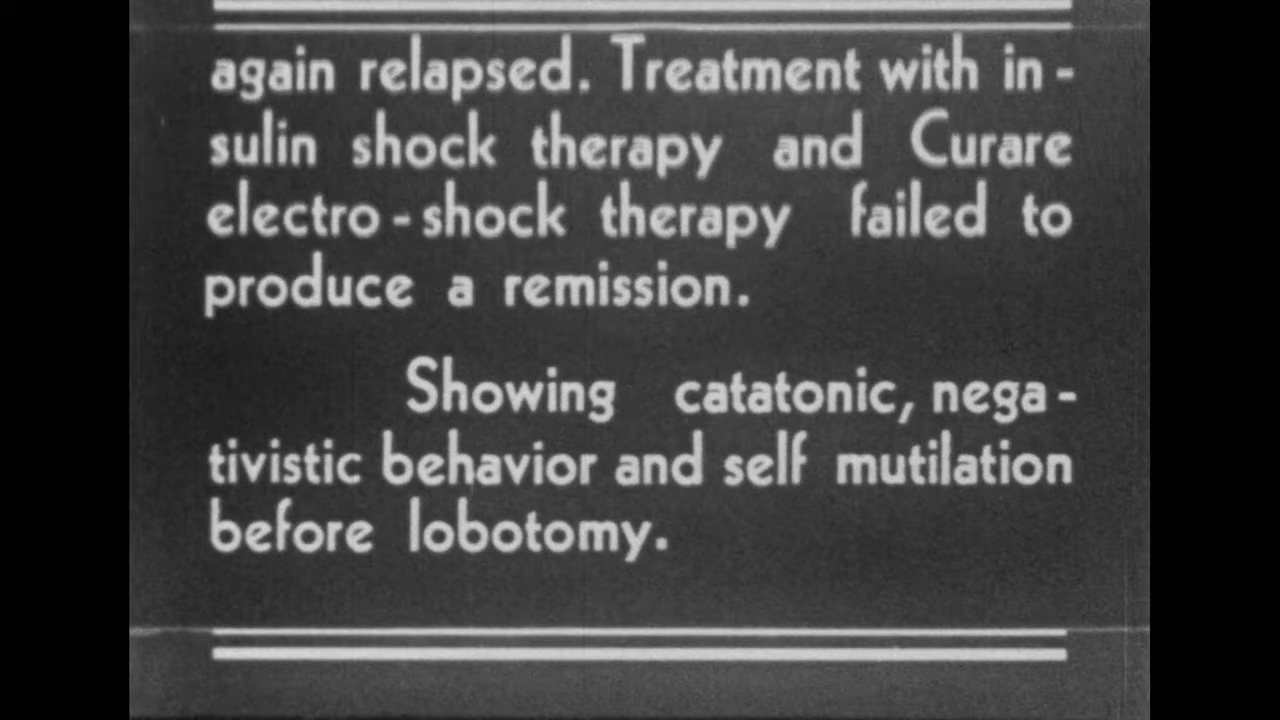 again relapsed. Treatment with in-
sulin shock therapy and Curare
electro-shock therapy failed to
produce a remission.
Showing catatonic, nega-
tivistic behavior and self mutilation
before lobotomy.